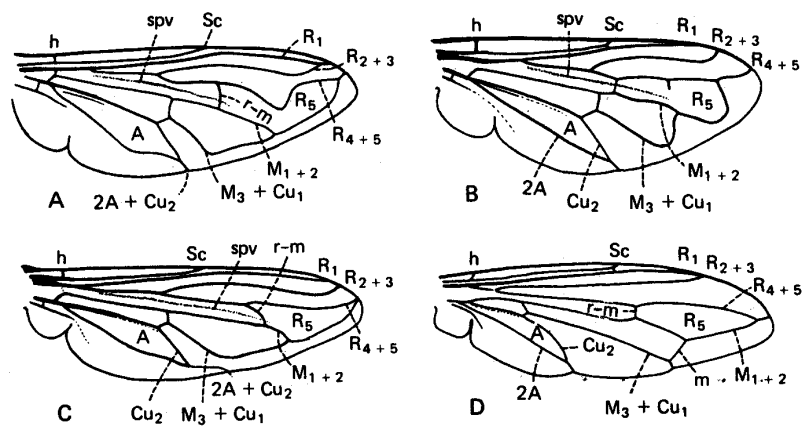 h spv Sc R1 R2 + 3
R5 r-m R4 + 5
A M1 + 2
A 2A + Cu2 M3 + Cu1
h spv Sc R1 R2 + 3
R4 + 5
R5
A M1 + 2
B 2A Cu2 M3 + Cu1
h Sc spv r-m R1 R2 + 3
R5 R4 + 5
A M1 + 2
2A + Cu2
C Cu2 M3 + Cu1
h Sc R1 R2 + 3
R4 + 5
r-m R5
A Cu2
2A m M1 + 2
D M3 + Cu1